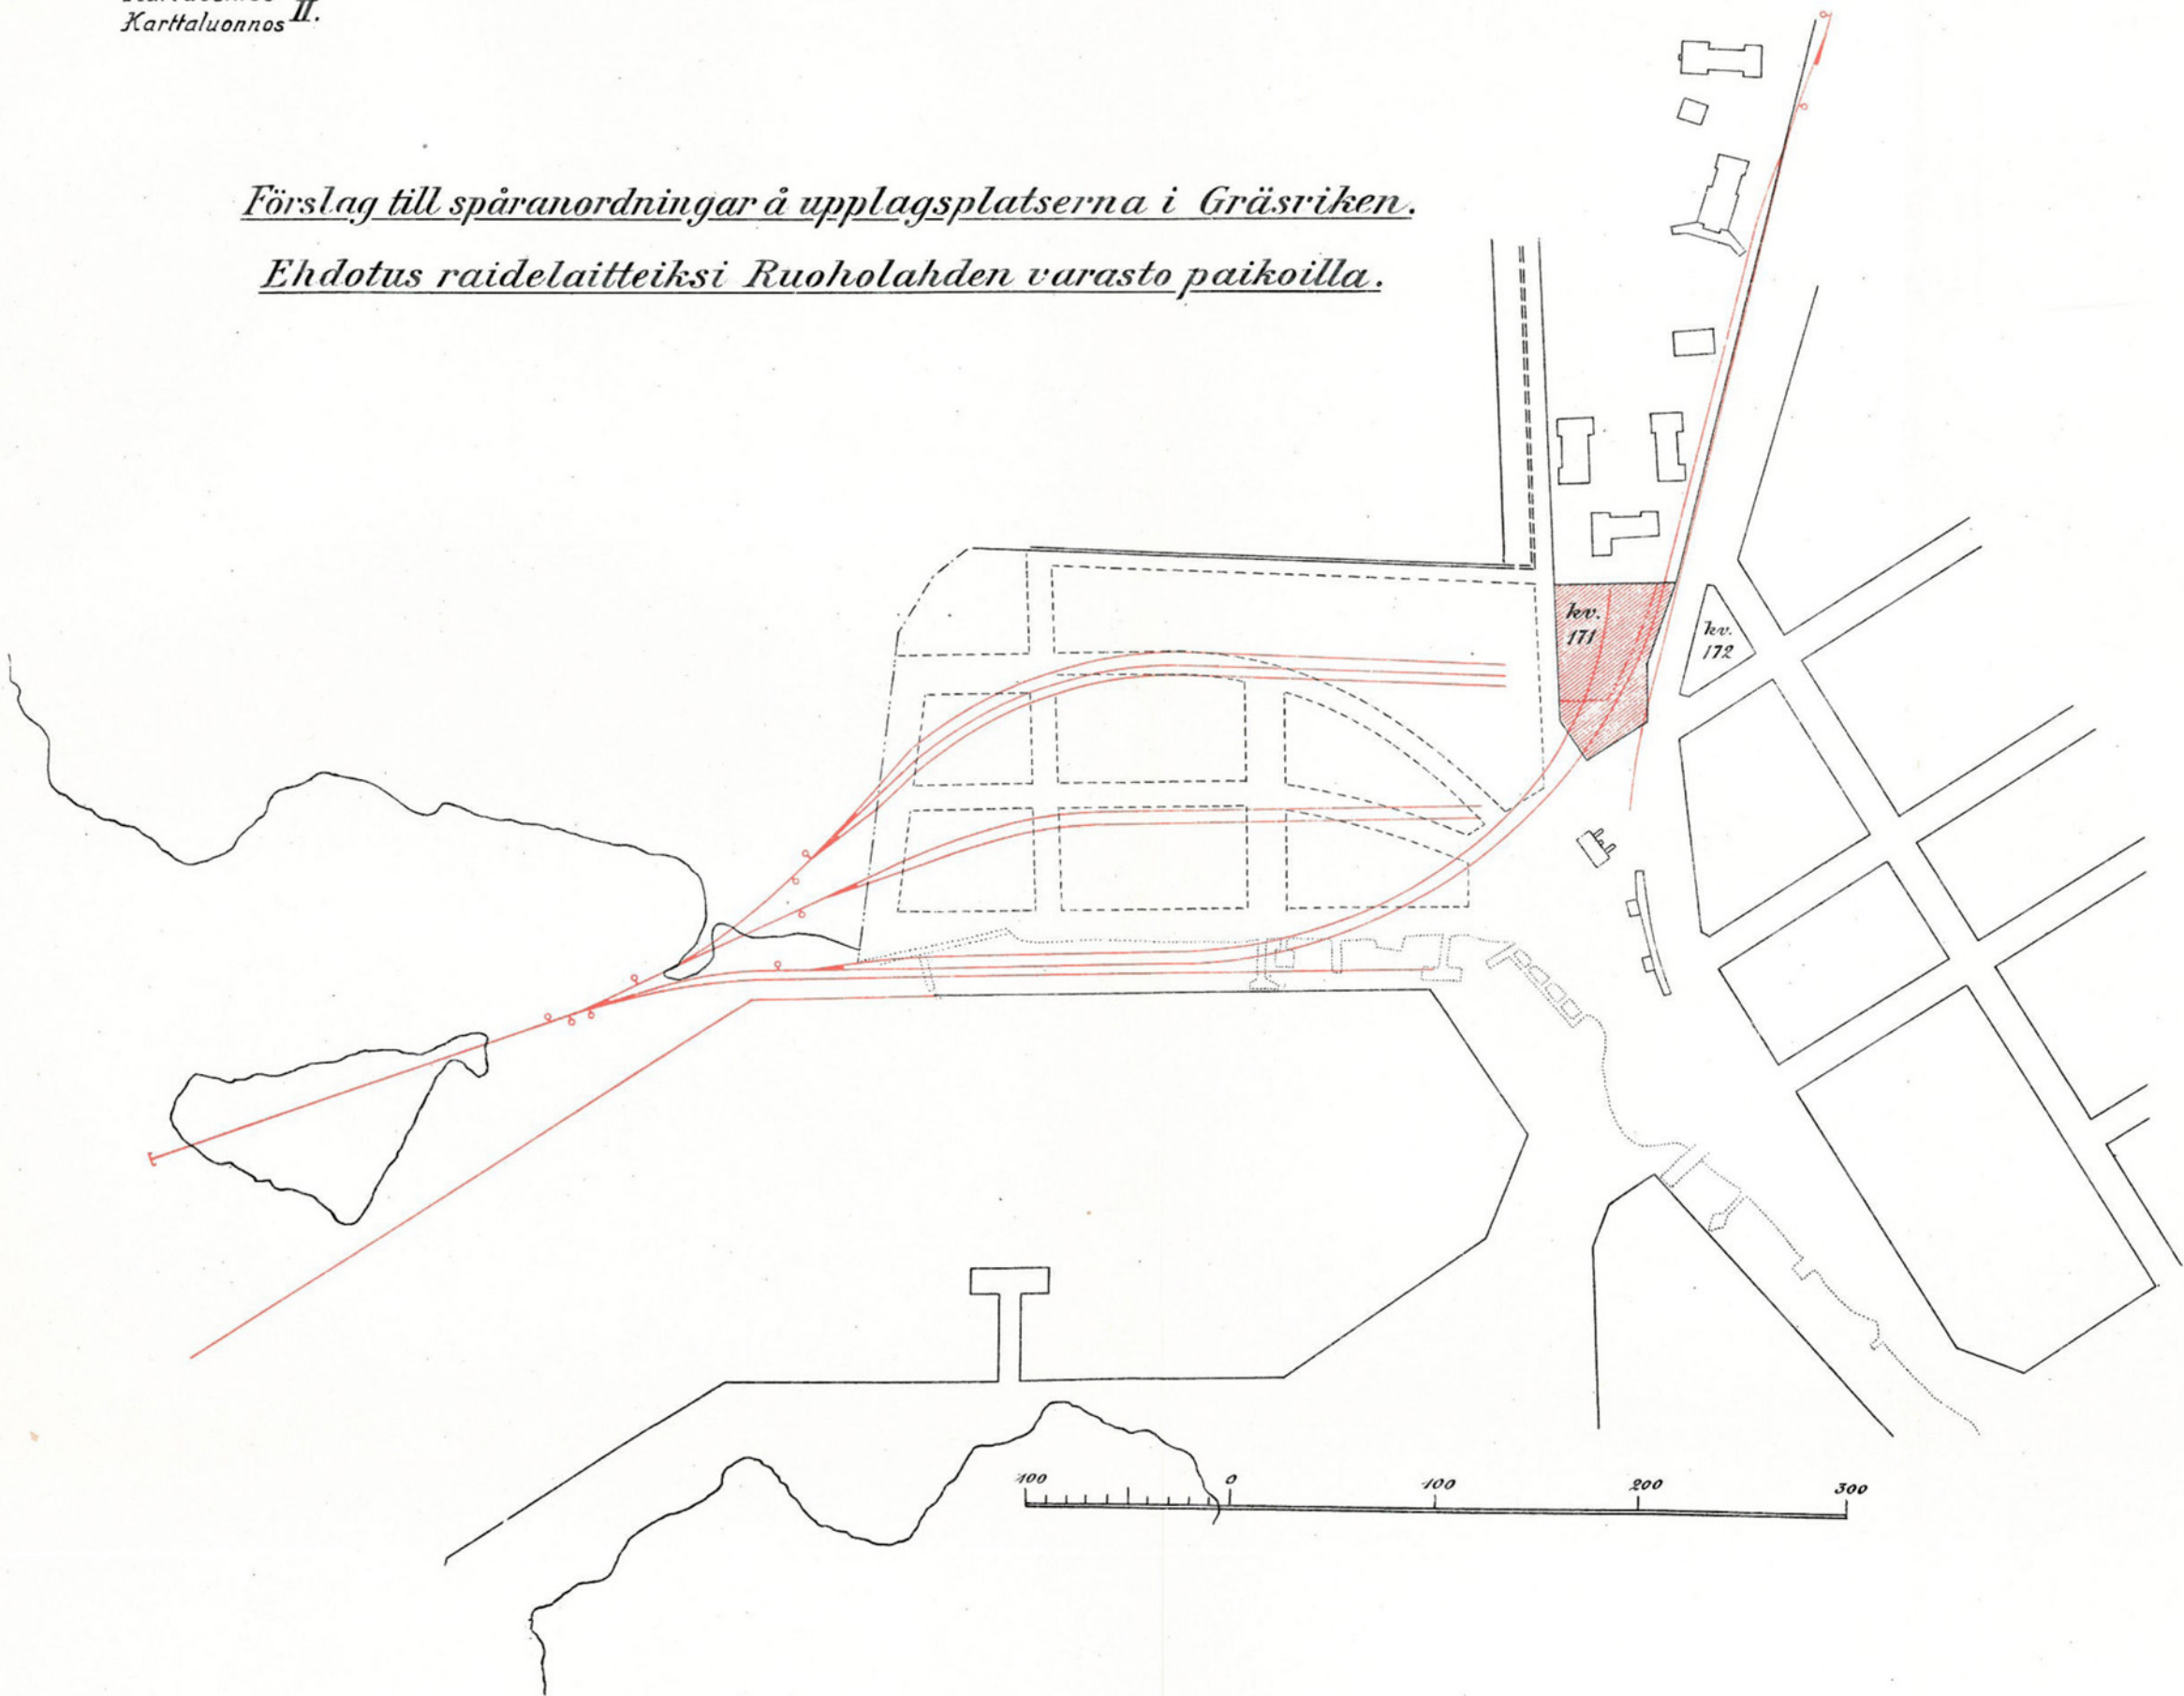 Karttaluonnos II.
Förslag till spåranordningar å upplagsplatserna i Gräsviken.
Ehdotus raidelaitteiksi Ruoholahden varasto paikoilla.
kv.
171
kv.
172
100 0 100 200 300